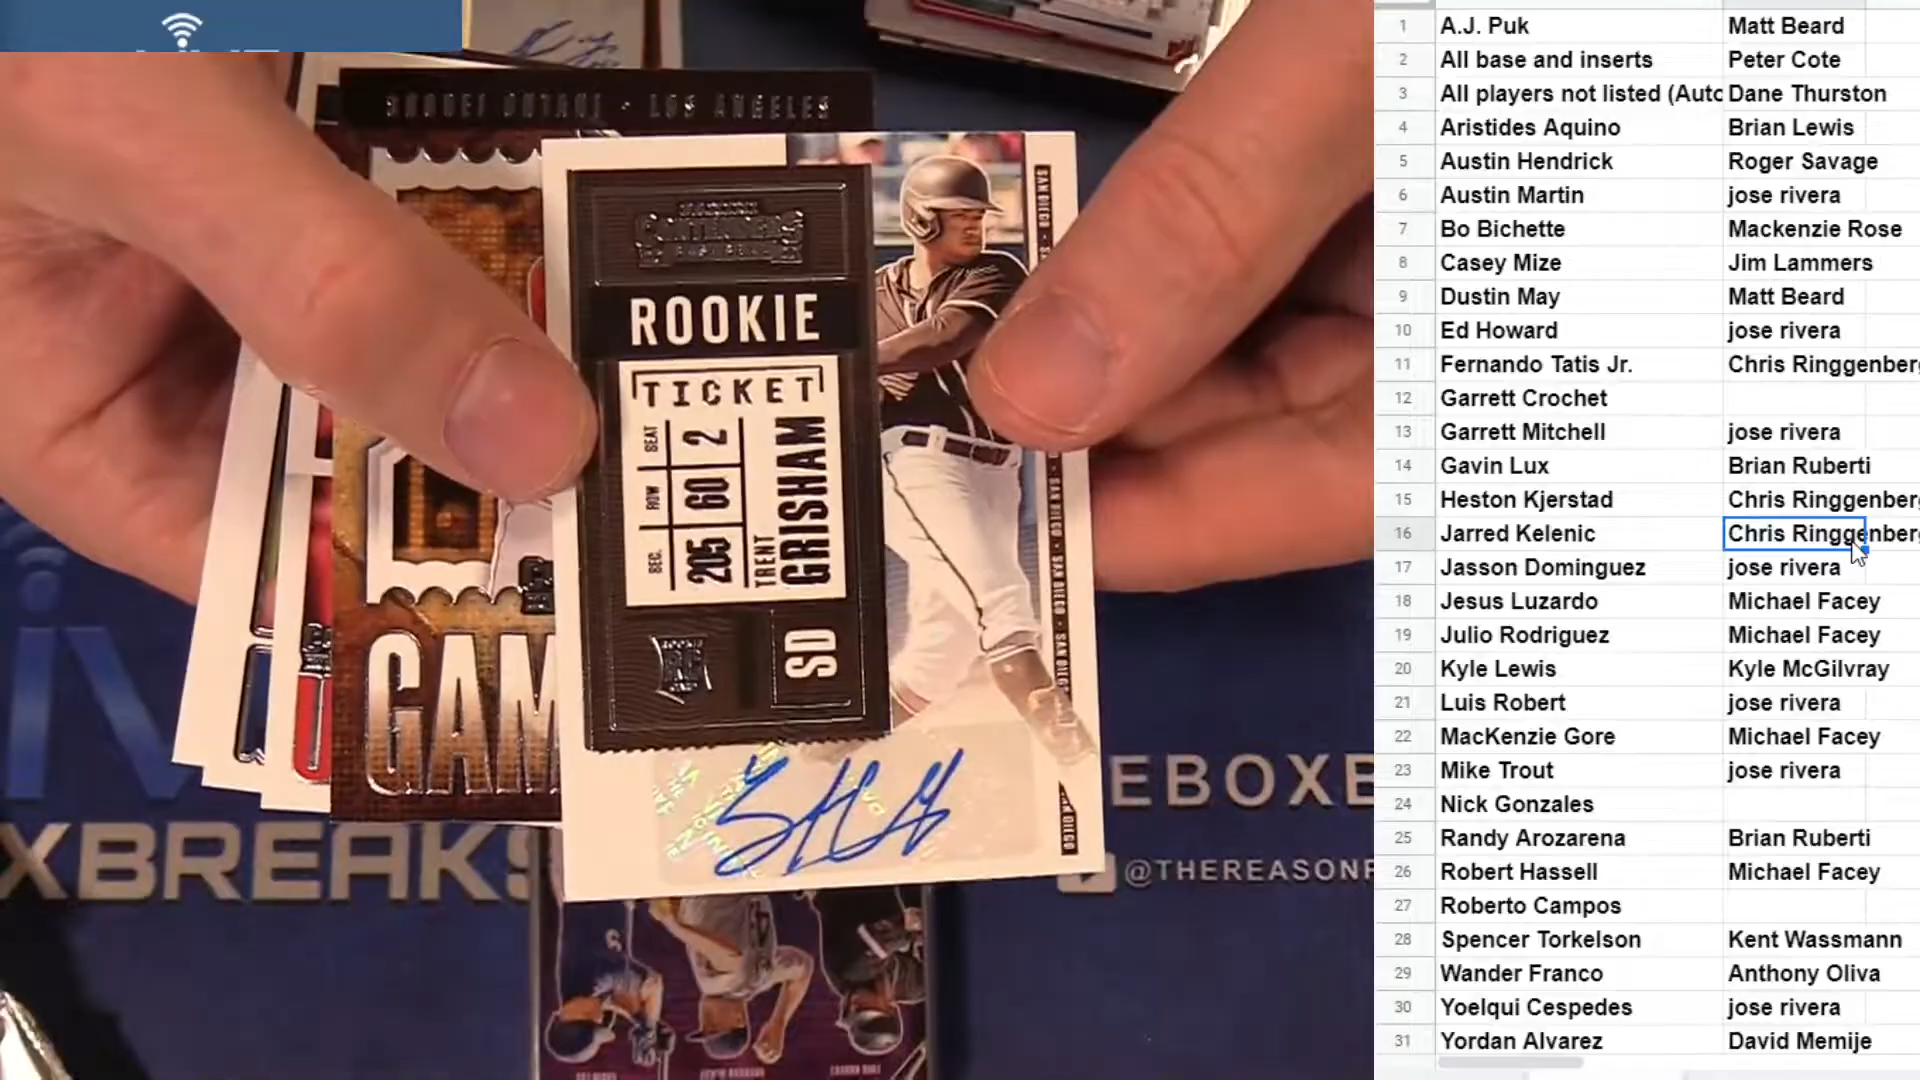 SHOHEI OHTANI • LOS ANGELES
CONTENDERS
ROOKIE
TICKET
SEC. ROW SEAT
205 60 2
TRENT
GRISHAM
SD
SAN DIEGO • SAN DIEGO • SAN DIEGO
GAM
XBREAKS
EBOXB
@THEREASONF
1 A.J. Puk Matt Beard
2 All base and inserts Peter Cote
3 All players not listed (Auto Dane Thurston
4 Aristides Aquino Brian Lewis
5 Austin Hendrick Roger Savage
6 Austin Martin jose rivera
7 Bo Bichette Mackenzie Rose
8 Casey Mize Jim Lammers
9 Dustin May Matt Beard
10 Ed Howard jose rivera
11 Fernando Tatis Jr. Chris Ringgenberg
12 Garrett Crochet
13 Garrett Mitchell jose rivera
14 Gavin Lux Brian Ruberti
15 Heston Kjerstad Chris Ringgenberg
16 Jarred Kelenic Chris Ringgenberg
17 Jasson Dominguez jose rivera
18 Jesus Luzardo Michael Facey
19 Julio Rodriguez Michael Facey
20 Kyle Lewis Kyle McGilvray
21 Luis Robert jose rivera
22 MacKenzie Gore Michael Facey
23 Mike Trout jose rivera
24 Nick Gonzales
25 Randy Arozarena Brian Ruberti
26 Robert Hassell Michael Facey
27 Roberto Campos
28 Spencer Torkelson Kent Wassmann
29 Wander Franco Anthony Oliva
30 Yoelqui Cespedes jose rivera
31 Yordan Alvarez David Memije